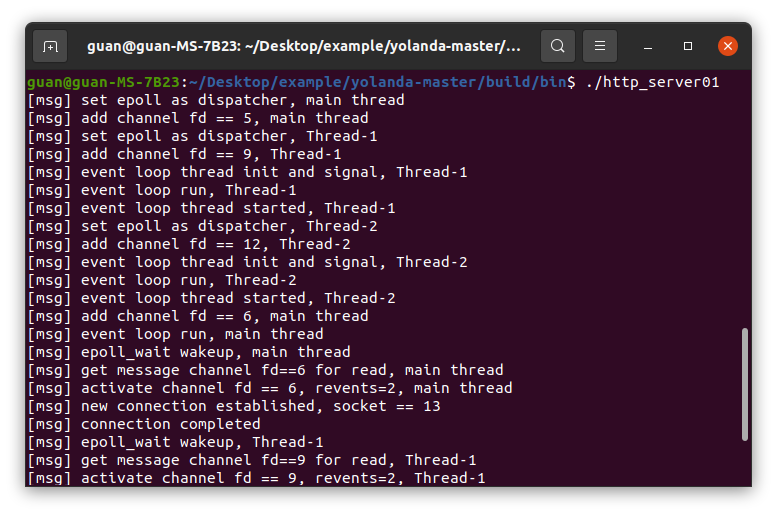 guan@guan-MS-7B23: ~/Desktop/example/yolanda-master/...
guan@guan-MS-7B23:~/Desktop/example/yolanda-master/build/bin$ ./http_server01
[msg] set epoll as dispatcher, main thread
[msg] add channel fd == 5, main thread
[msg] set epoll as dispatcher, Thread-1
[msg] add channel fd == 9, Thread-1
[msg] event loop thread init and signal, Thread-1
[msg] event loop run, Thread-1
[msg] event loop thread started, Thread-1
[msg] set epoll as dispatcher, Thread-2
[msg] add channel fd == 12, Thread-2
[msg] event loop thread init and signal, Thread-2
[msg] event loop run, Thread-2
[msg] event loop thread started, Thread-2
[msg] add channel fd == 6, main thread
[msg] event loop run, main thread
[msg] epoll_wait wakeup, main thread
[msg] get message channel fd==6 for read, main thread
[msg] activate channel fd == 6, revents=2, main thread
[msg] new connection established, socket == 13
[msg] connection completed
[msg] epoll_wait wakeup, Thread-1
[msg] get message channel fd==9 for read, Thread-1
[msg] activate channel fd == 9, revents=2, Thread-1